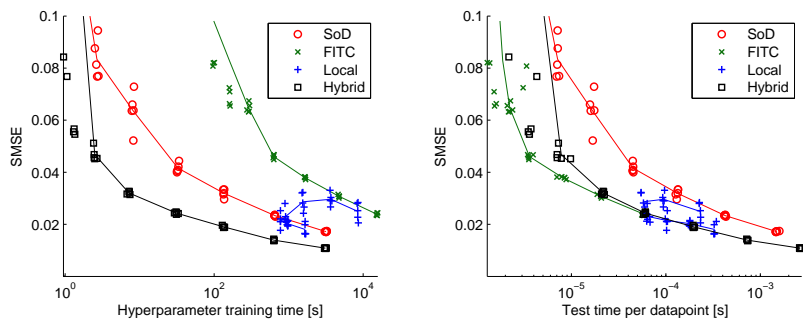 0.1
0.08
0.06
0.04
0.02
SMSE
10^0
10^2
10^4
Hyperparameter training time [s]
SoD
FITC
Local
Hybrid
0.1
0.08
0.06
0.04
0.02
SMSE
10^−5
10^−4
10^−3
Test time per datapoint [s]
SoD
FITC
Local
Hybrid